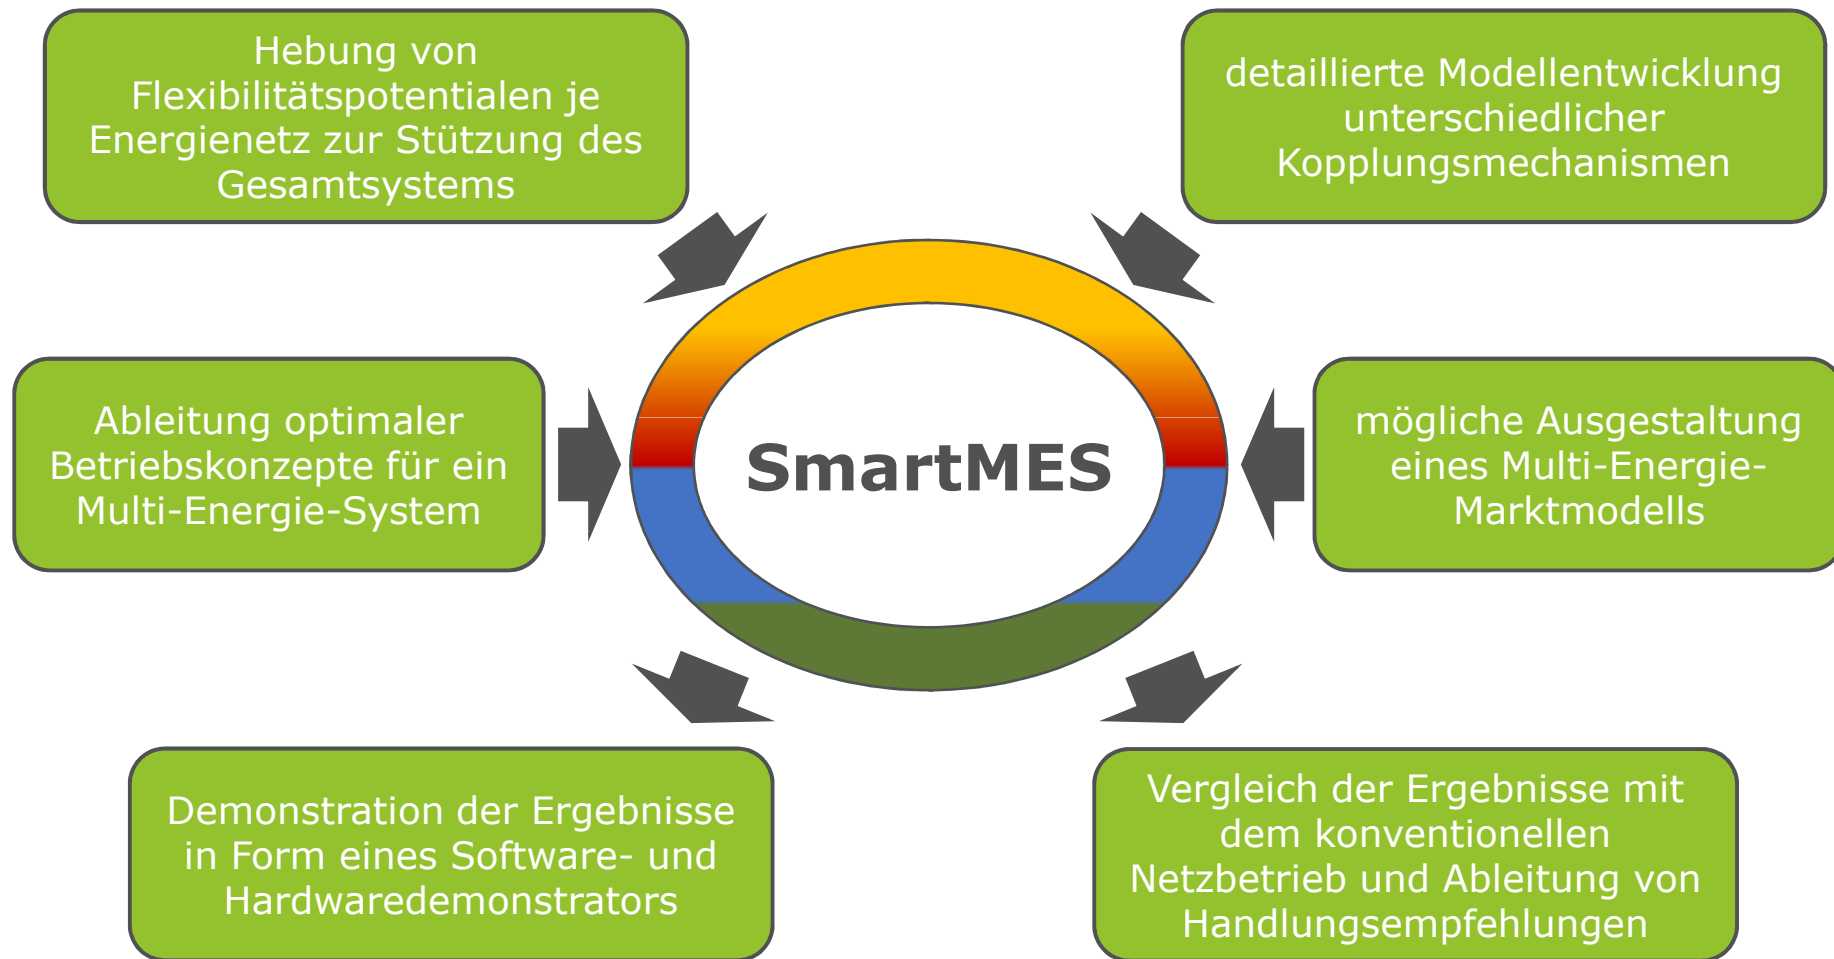 Hebung von
Flexibilitätspotentialen je
Energienetz zur Stützung des
Gesamtsystems
detaillierte Modellentwicklung
unterschiedlicher
Kopplungsmechanismen
Ableitung optimaler
Betriebskonzepte für ein
Multi-Energie-System
SmartMES
mögliche Ausgestaltung
eines Multi-Energie-
Marktmodells
Demonstration der Ergebnisse
in Form eines Software- und
Hardwaredemonstrators
Vergleich der Ergebnisse mit
dem konventionellen
Netzbetrieb und Ableitung von
Handlungsempfehlungen